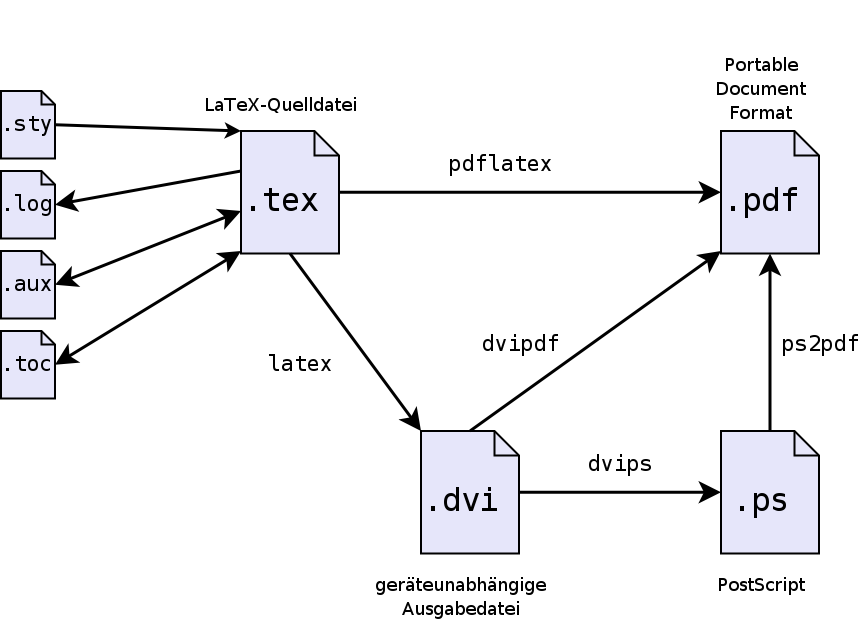 Portable
Document
Format
LaTeX-Quelldatei
.sty
.log
.aux
.toc
.tex
pdflatex
.pdf
latex
dvipdf
ps2pdf
.dvi
dvips
.ps
geräteunabhängige
Ausgabedatei
PostScript